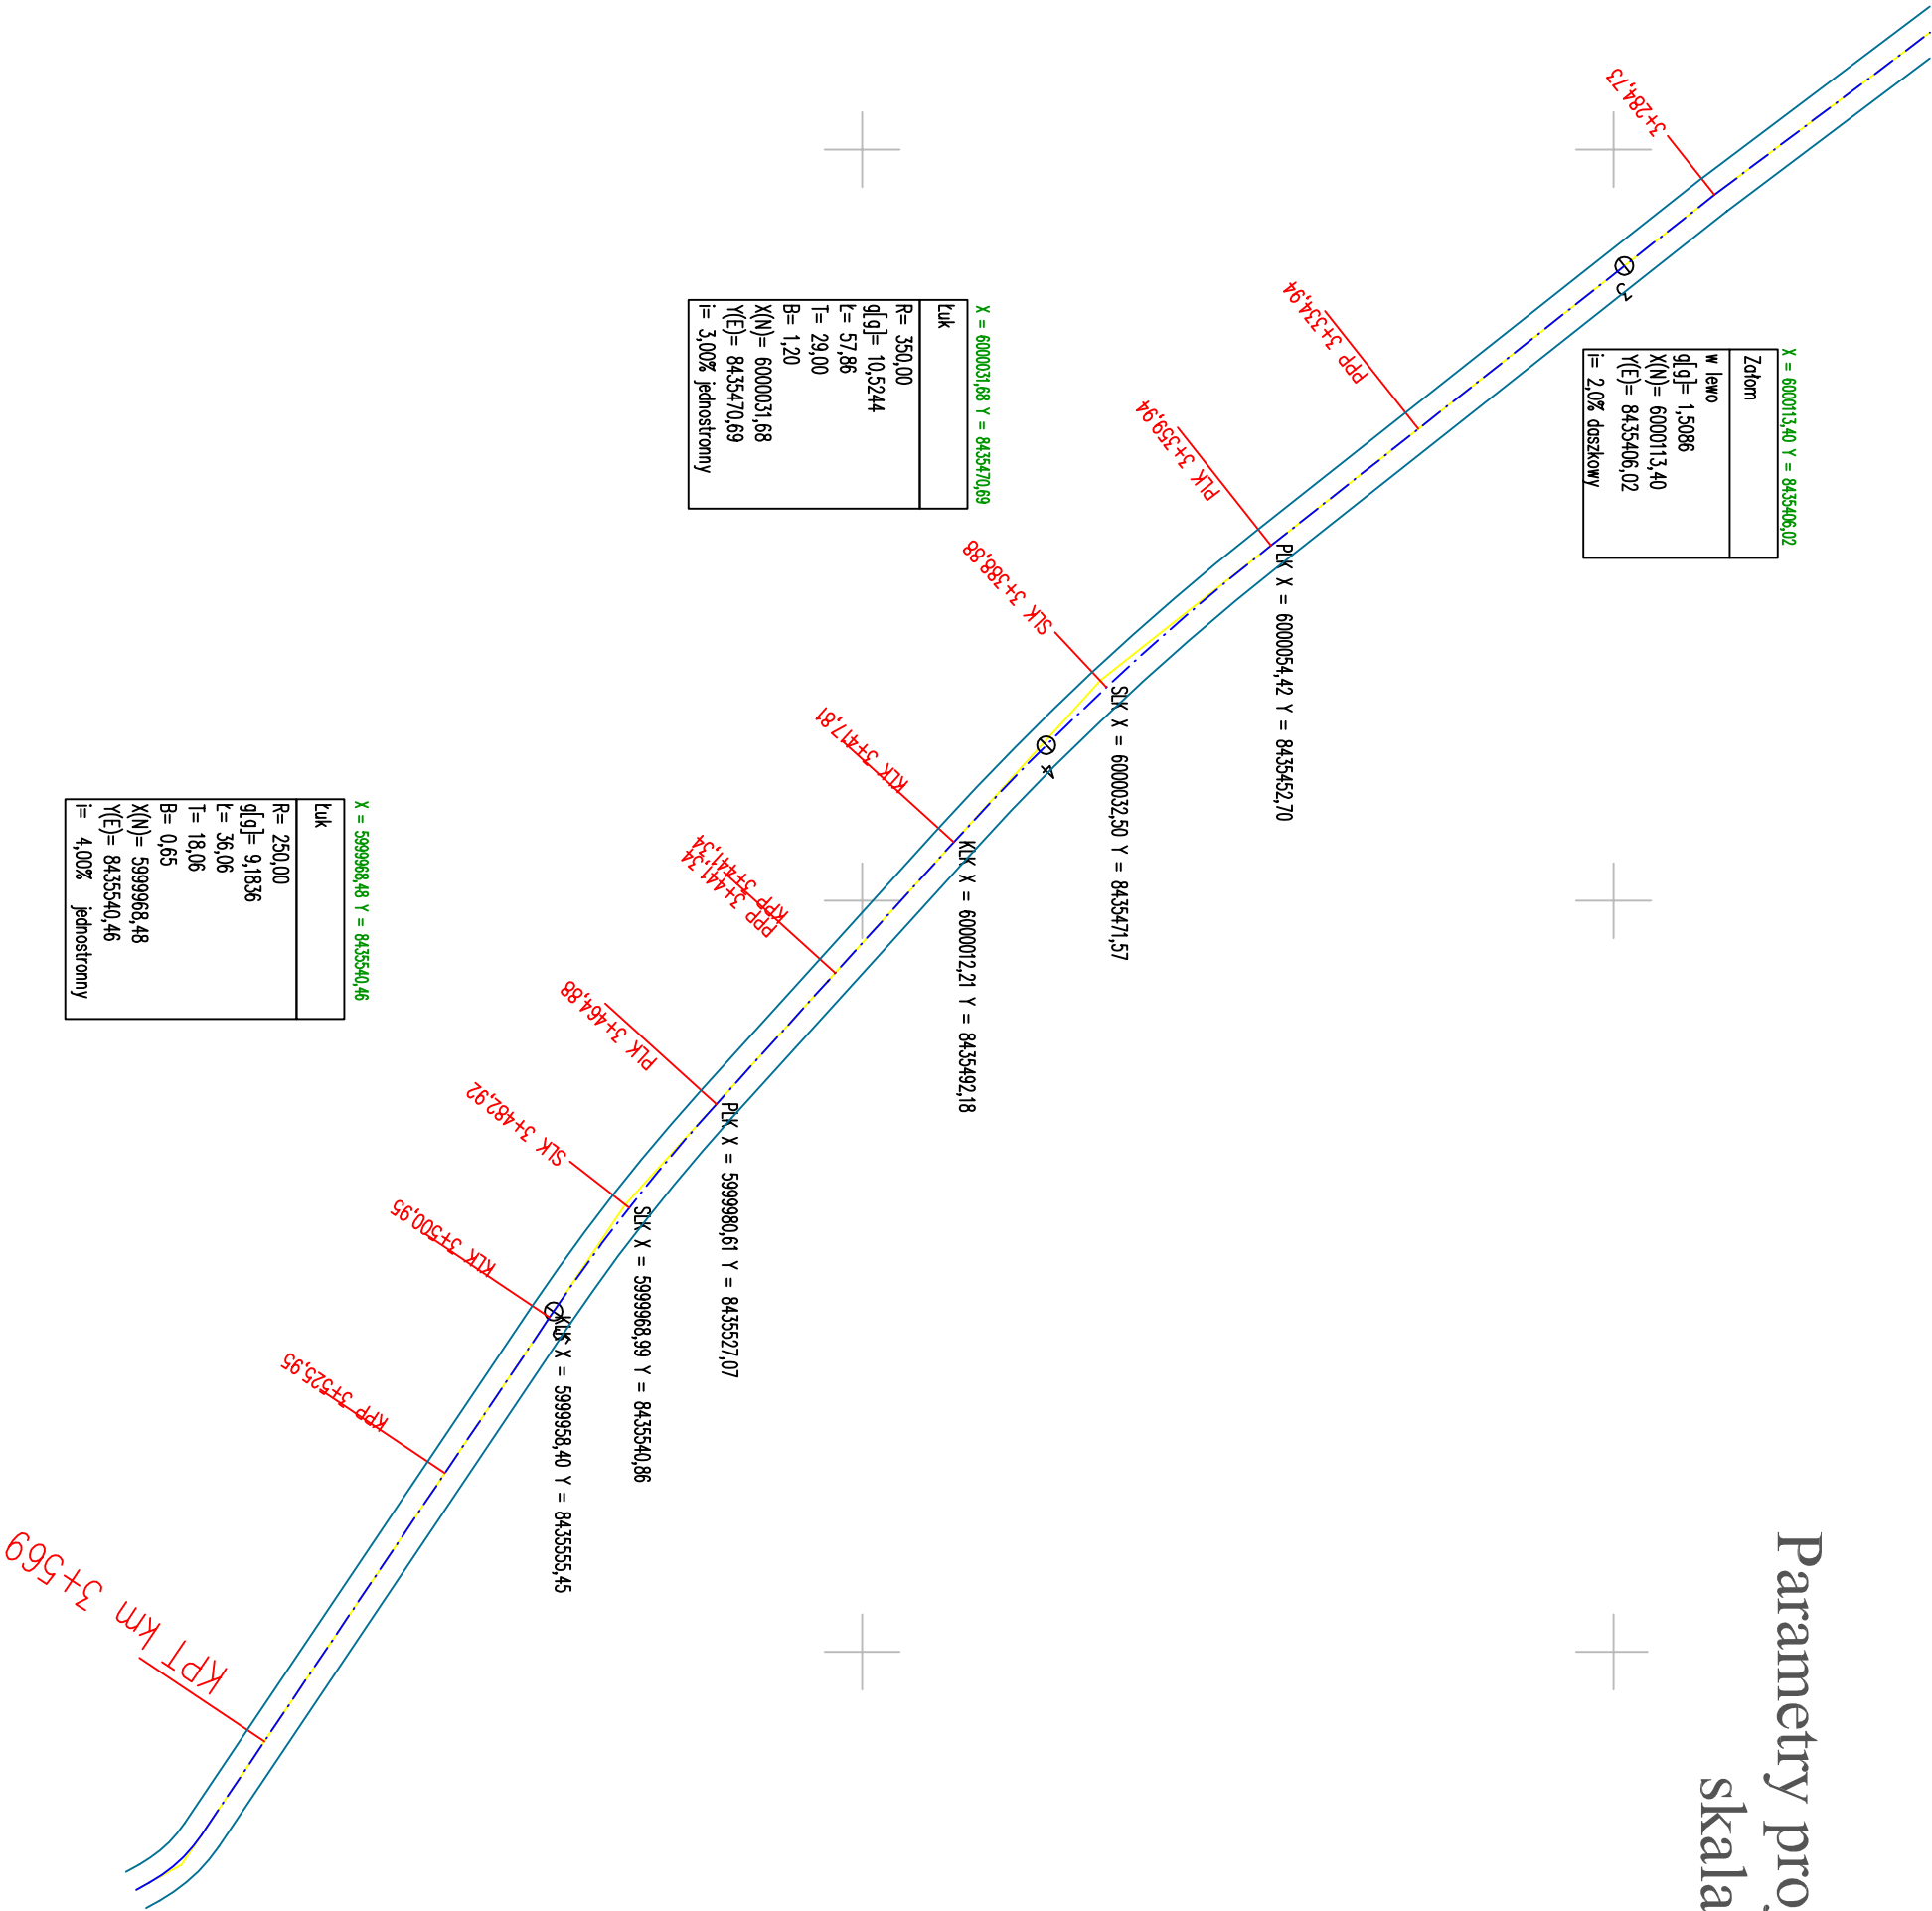 Parametry proj
skala
X = 6000113,40 Y = 8435406,02
Załom
w lewo
g[g]= 1,5086
X(N)= 6000113,40
Y(E)= 8435406,02
i= 2,0% daszkowy
3+284,73
3
PPP 3+334,94
PLK 3+359,94
PLK X = 6000054,42 Y = 8435452,70
SLK 3+388,88
SLK X = 6000032,50 Y = 8435471,57
4
X = 6000031,68 Y = 8435470,69
Łuk
R= 350,00
g[g]= 10,5244
Ł= 57,86
T= 29,00
B= 1,20
X(N)= 6000031,68
Y(E)= 8435470,69
i= 3,00% jednostronny
KLK 3+417,81
KLK X = 6000012,21 Y = 8435492,18
KPP 3+441,34
PPP 3+441,34
PLK 3+464,88
PLK X = 5999980,61 Y = 8435527,07
SLK 3+482,92
SLK X = 5999968,99 Y = 8435540,86
KLK 3+500,95
KLK X = 5999958,40 Y = 8435555,45
X = 5999968,48 Y = 8435540,46
Łuk
R= 250,00
g[g]= 9,1836
Ł= 36,06
T= 18,06
B= 0,65
X(N)= 5999968,48
Y(E)= 8435540,46
i= 4,00% jednostronny
KPP 3+525,95
KPT km 3+569